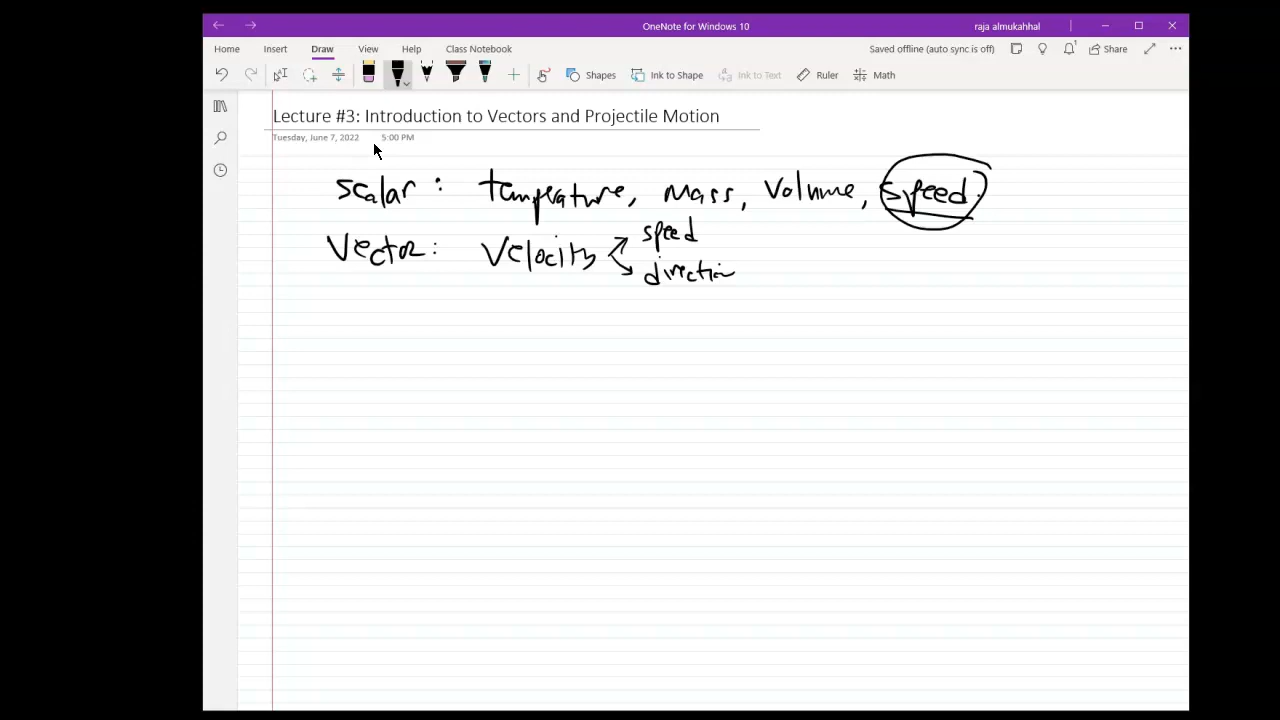 OneNote for Windows 10
raja almukahhal
Home Insert Draw View Help Class Notebook
Saved offline (auto sync is off)
Share
Shapes Ink to Shape Ink to Text Ruler Math
Lecture #3: Introduction to Vectors and Projectile Motion
Tuesday, June 7, 2022 5:00 PM
scalar : temperature, mass, volume, speed.
speed
Vector : Velocity
direction